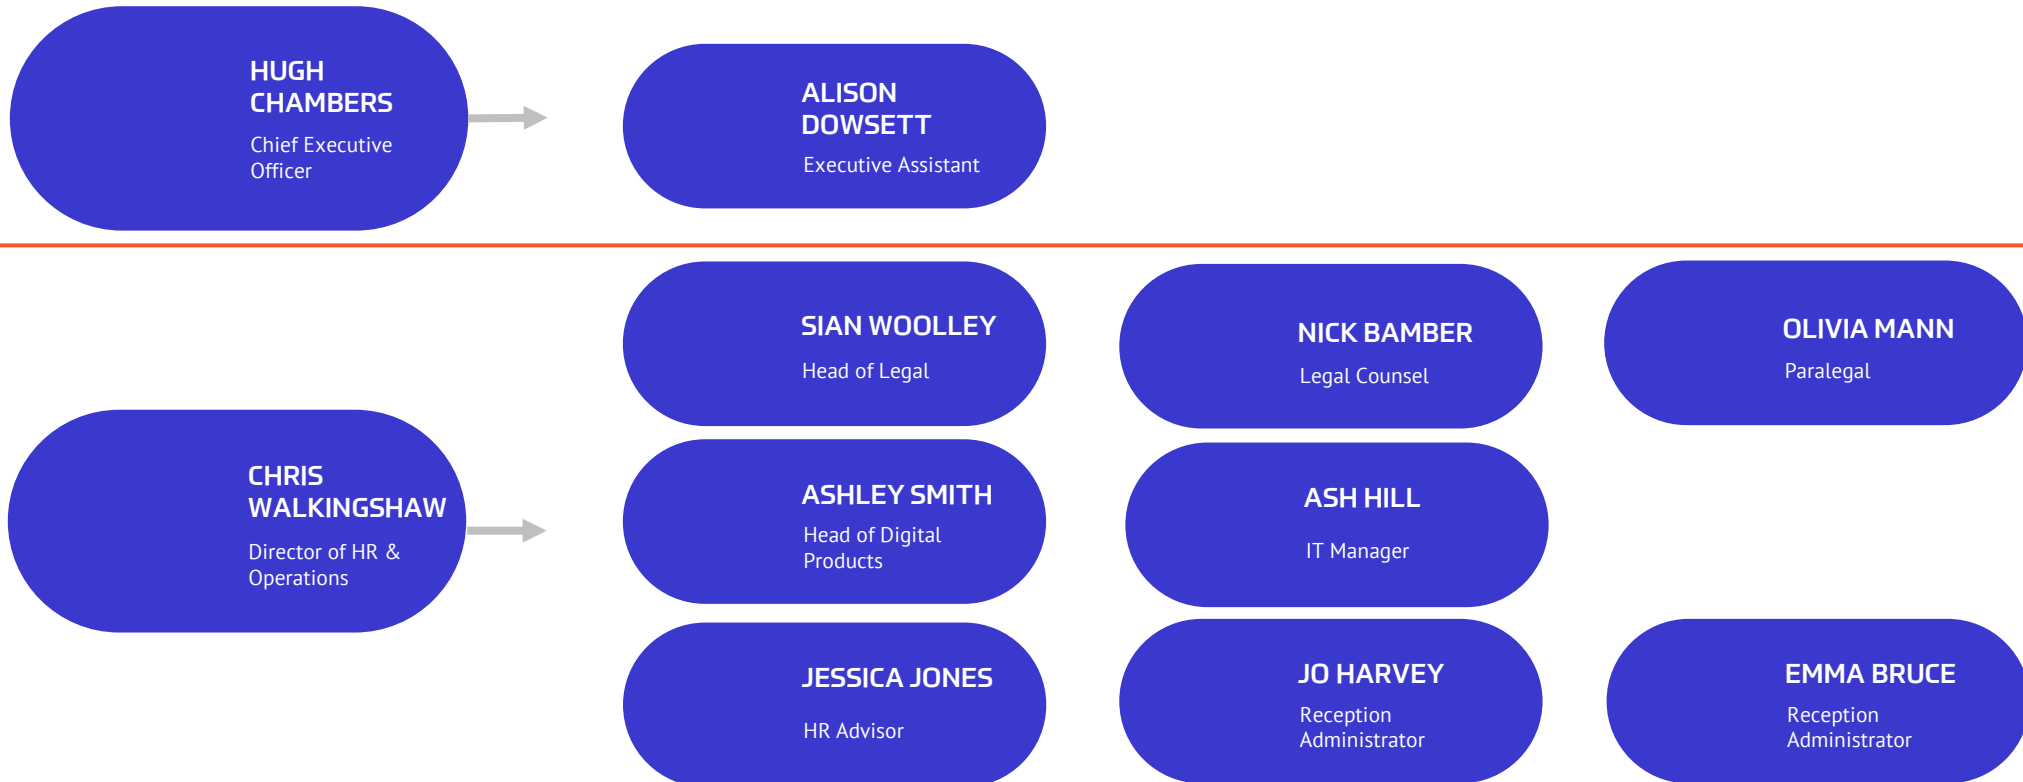 HUGH
CHAMBERS
Chief Executive
Officer
ALISON
DOWSETT
Executive Assistant
CHRIS
WALKINGSHAW
Director of HR &
Operations
SIAN WOOLLEY
Head of Legal
NICK BAMBER
Legal Counsel
OLIVIA MANN
Paralegal
ASHLEY SMITH
Head of Digital
Products
ASH HILL
IT Manager
JESSICA JONES
HR Advisor
JO HARVEY
Reception
Administrator
EMMA BRUCE
Reception
Administrator